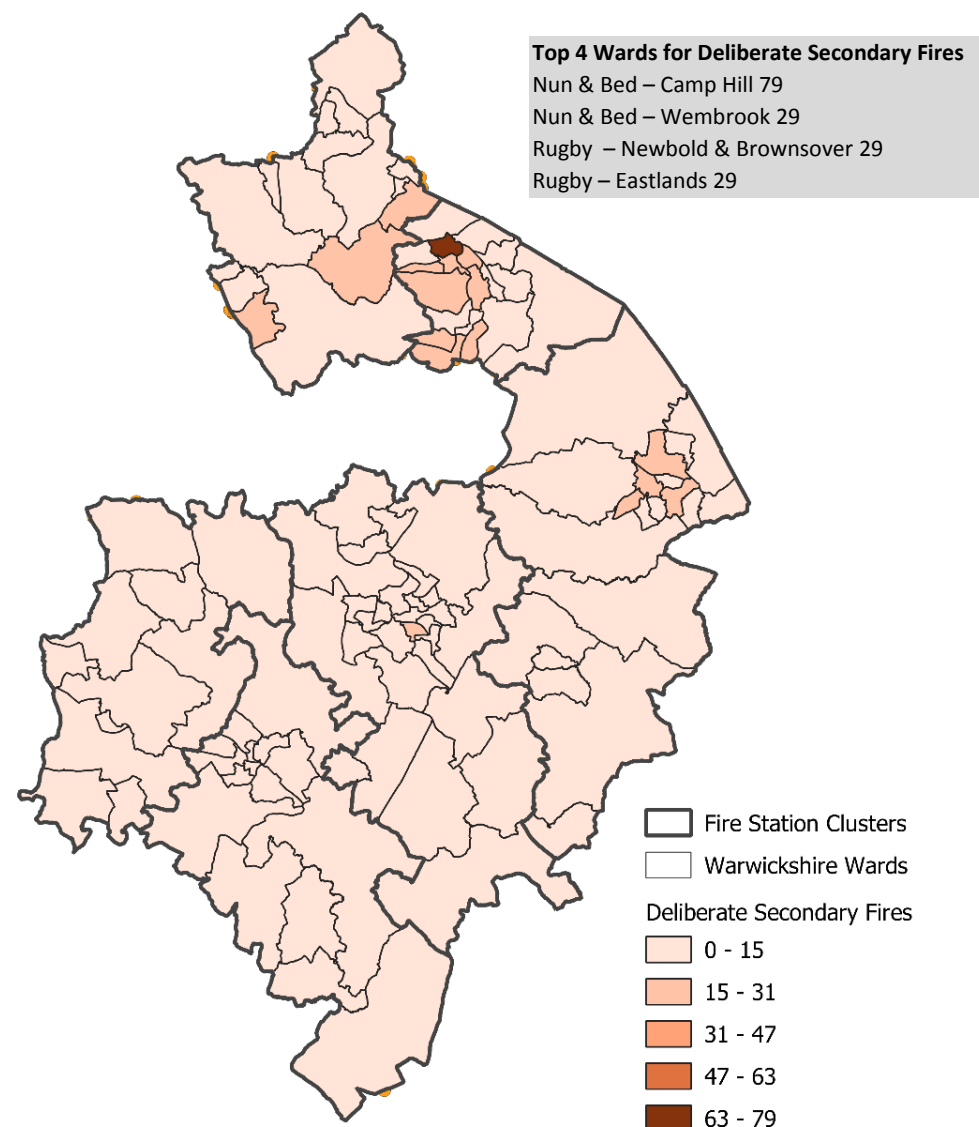 Top 4 Wards for Deliberate Secondary Fires
Nun & Bed – Camp Hill 79
Nun & Bed – Wembrook 29
Rugby – Newbold & Brownsover 29
Rugby – Eastlands 29
Fire Station Clusters
Warwickshire Wards
Deliberate Secondary Fires
0 - 15
15 - 31
31 - 47
47 - 63
63 - 79